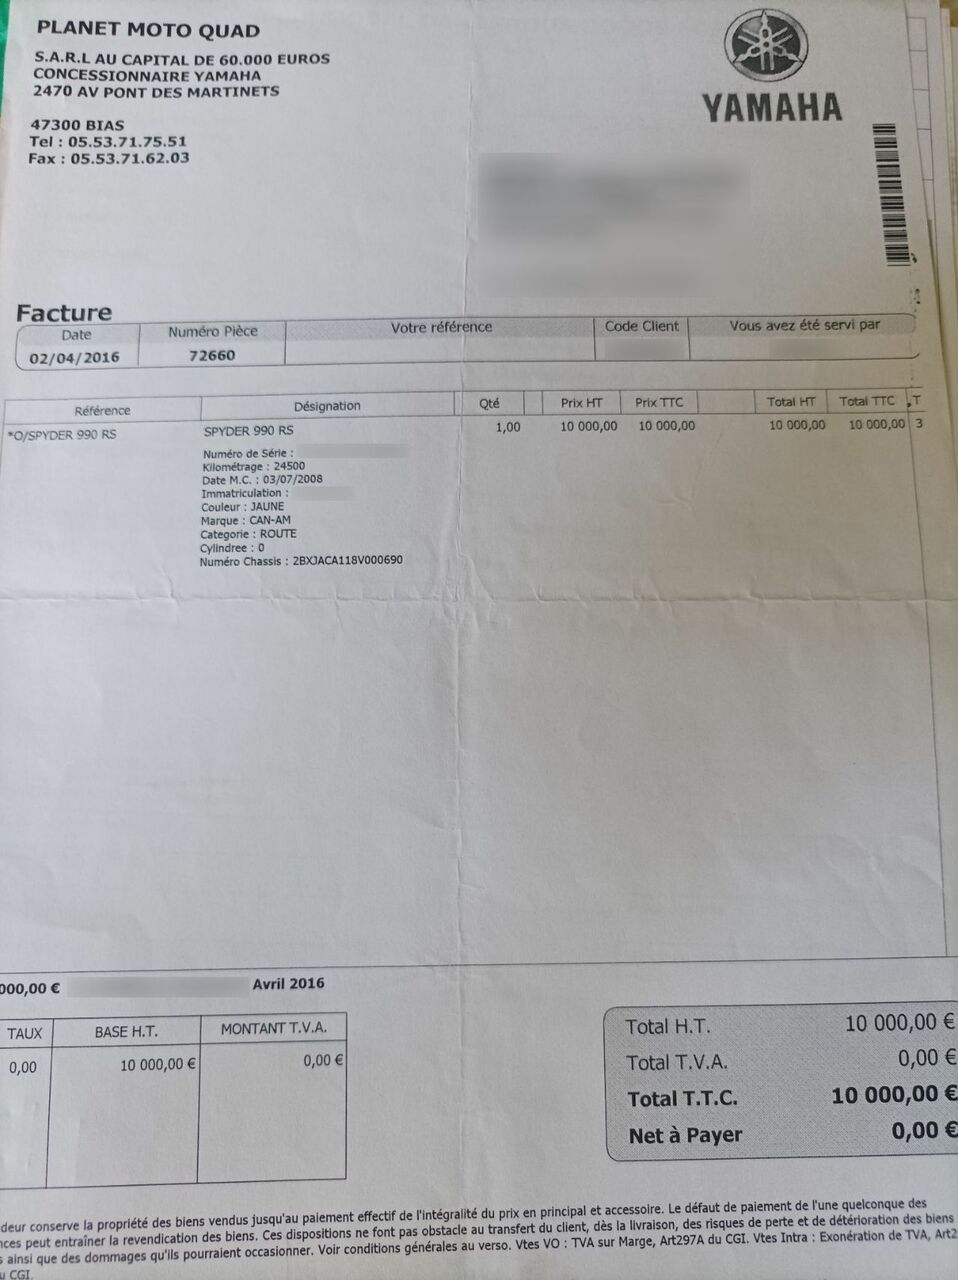 PLANET MOTO QUAD
S.A.R.L AU CAPITAL DE 60.000 EUROS
CONCESSIONNAIRE YAMAHA
2470 AV PONT DES MARTINETS
47300 BIAS
Tel : 05.53.71.75.51
Fax : 05.53.71.62.03
YAMAHA
Facture
Date Numéro Pièce Votre référence Code Client Vous avez été servi par
02/04/2016 72660
Référence Désignation Qté Prix HT Prix TTC Total HT Total TTC T
*O/SPYDER 990 RS SPYDER 990 RS 1,00 10 000,00 10 000,00 10 000,00 10 000,00 3
Numéro de Série :
Kilométrage : 24500
Date M.C. : 03/07/2008
Immatriculation :
Couleur : JAUNE
Marque : CAN-AM
Categorie : ROUTE
Cylindree : 0
Numéro Chassis : 2BXJACA118V000690
000,00 € Avril 2016
TAUX BASE H.T. MONTANT T.V.A.
0,00 10 000,00 € 0,00 €
Total H.T. 10 000,00 €
Total T.V.A. 0,00 €
Total T.T.C. 10 000,00 €
Net à Payer 0,00 €
deur conserve la propriété des biens vendus jusqu'au paiement effectif de l'intégralité du prix en principal et accessoire. Le défaut de paiement de l'une quelconque des
nces peut entraîner la revendication des biens. Ces dispositions ne font pas obstacle au transfert du client, dès la livraison, des risques de perte et de détérioration des biens
s ainsi que des dommages qu'ils pourraient occasionner. Voir conditions générales au verso. Vtes VO : TVA sur Marge, Art297A du CGI. Vtes Intra : Exonération de TVA, Art2
u CGI.